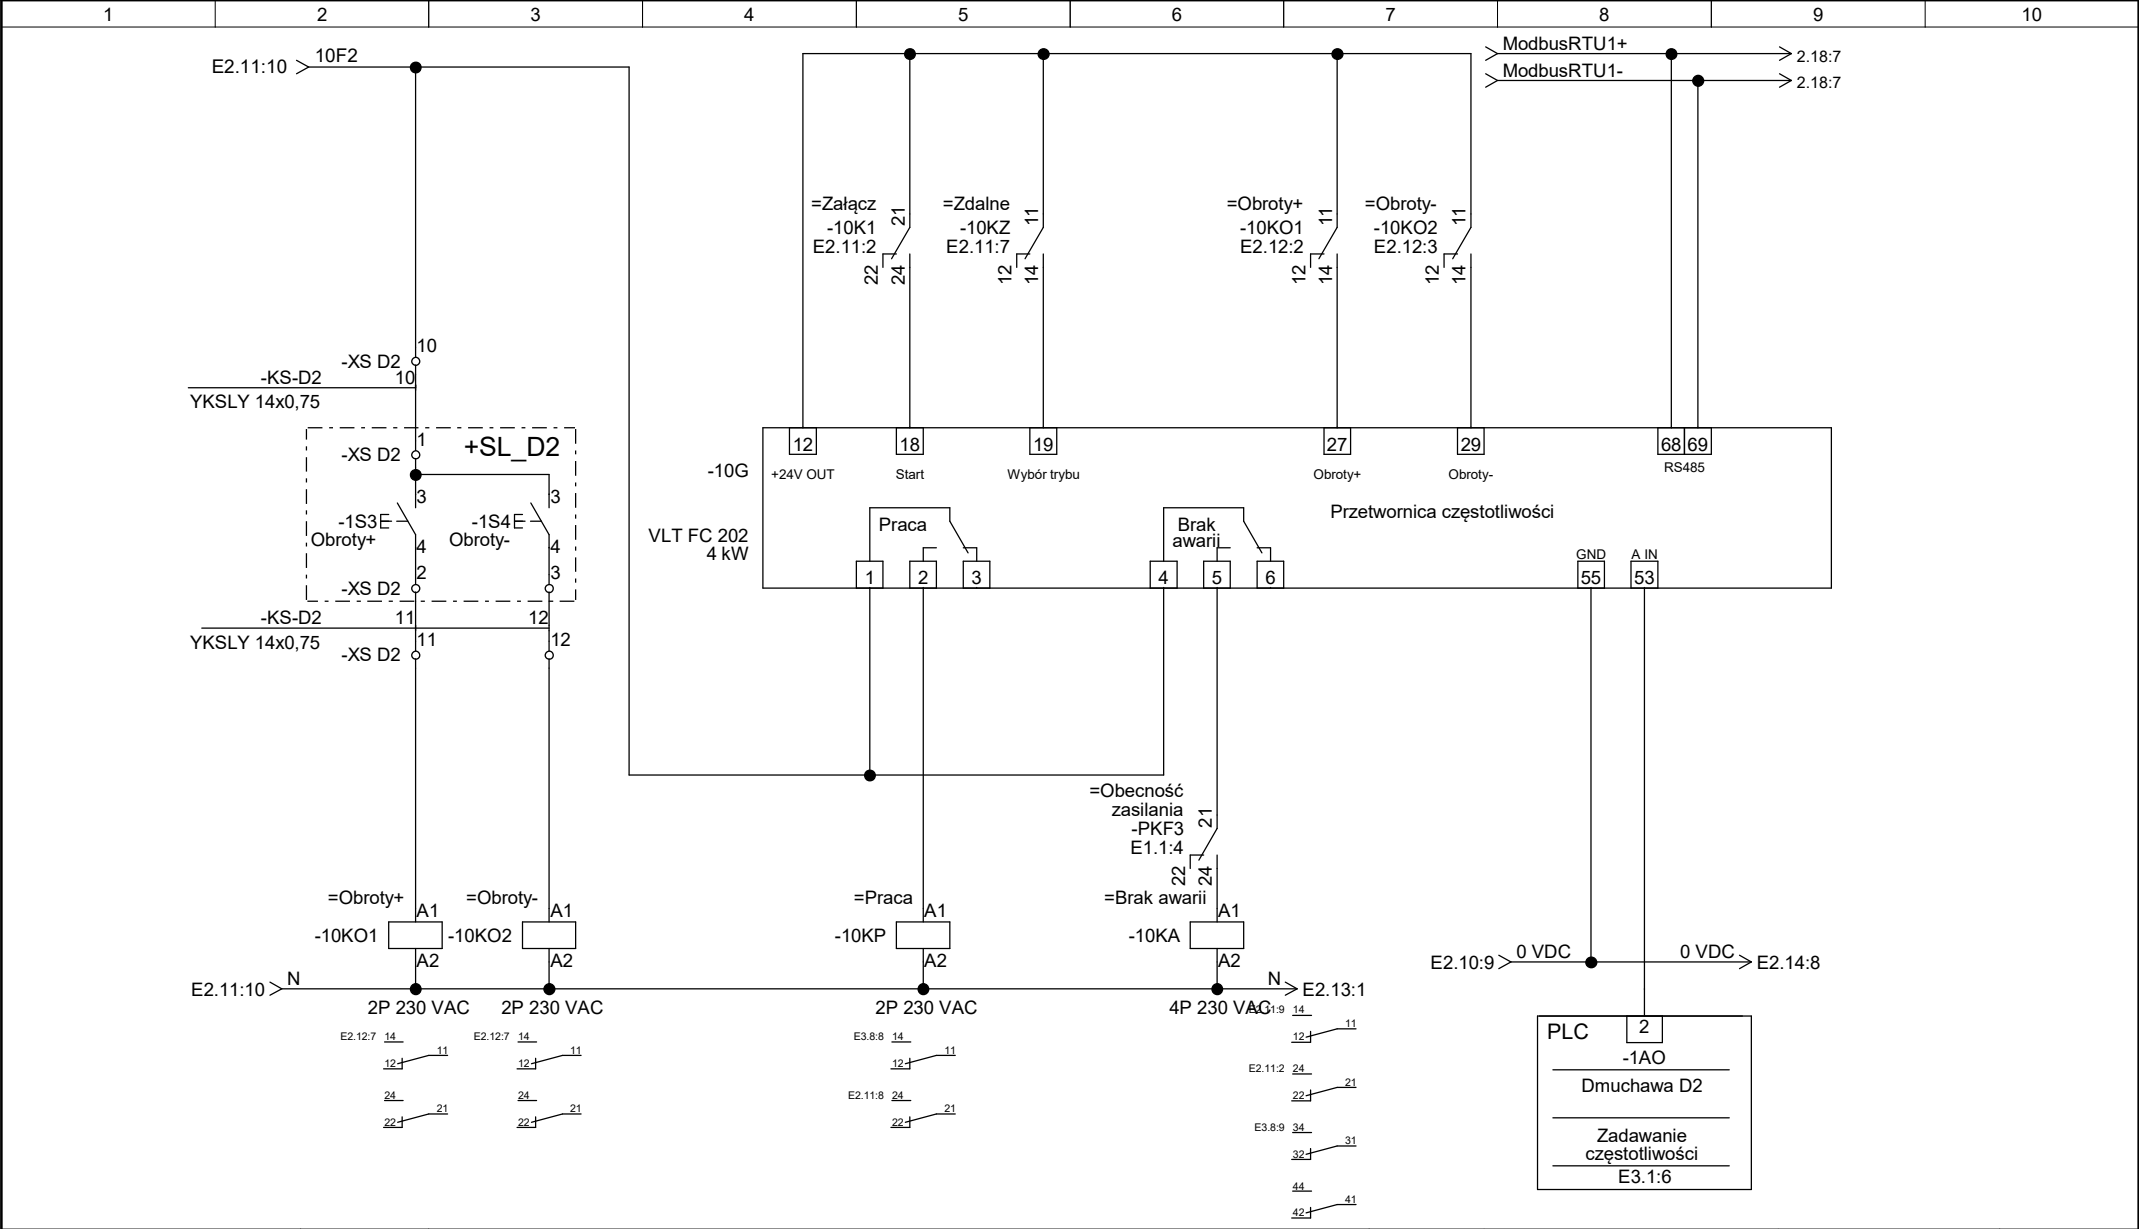 1 2 3 4 5 6 7 8 9 10
E2.11:10 10F2
ModbusRTU1+ 2.18:7
ModbusRTU1- 2.18:7
=Załącz
-10K1
E2.11:2
21
22 24
=Zdalne
-10KZ
E2.11:7
11
12 14
=Obroty+
-10KO1
E2.12:2
11
12 14
=Obroty-
-10KO2
E2.12:3
11
12 14
-XS D2 10
-KS-D2 10
YKSLY 14x0,75
+SL_D2
-XS D2 1
3 3
-1S3 -1S4
Obroty+ Obroty-
4 4
2 3
-XS D2
-KS-D2 11 12
YKSLY 14x0,75
-XS D2 11 12
-10G
VLT FC 202
4 kW
12 18 19 27 29 68 69
+24V OUT Start Wybór trybu Obroty+ Obroty- RS485
Przetwornica częstotliwości
Praca
Brak
awarii
GND A IN
1 2 3 4 5 6 55 53
=Obecność
zasilania
-PKF3
E1.1:4
21
22 24
=Obroty+ =Obroty- =Praca =Brak awarii
A1 A1 A1 A1
-10KO1 -10KO2 -10KP -10KA
A2 A2 A2 A2
E2.10:9 0 VDC 0 VDC E2.14:8
E2.11:10 N N E2.13:1
2P 230 VAC 2P 230 VAC 2P 230 VAC 4P 230 VAC
E2.12:7 14
12 11
24
22 21
E2.12:7 14
12 11
24
22 21
E3.8:8 14
12 11
E2.11:8 24
22 21
E2.11:9 14
12 11
E2.11:2 24
22 21
E3.8:9 34
32 31
44
42 41
PLC 2
-1AO
Dmuchawa D2
Zadawanie
częstotliwości
E3.1:6